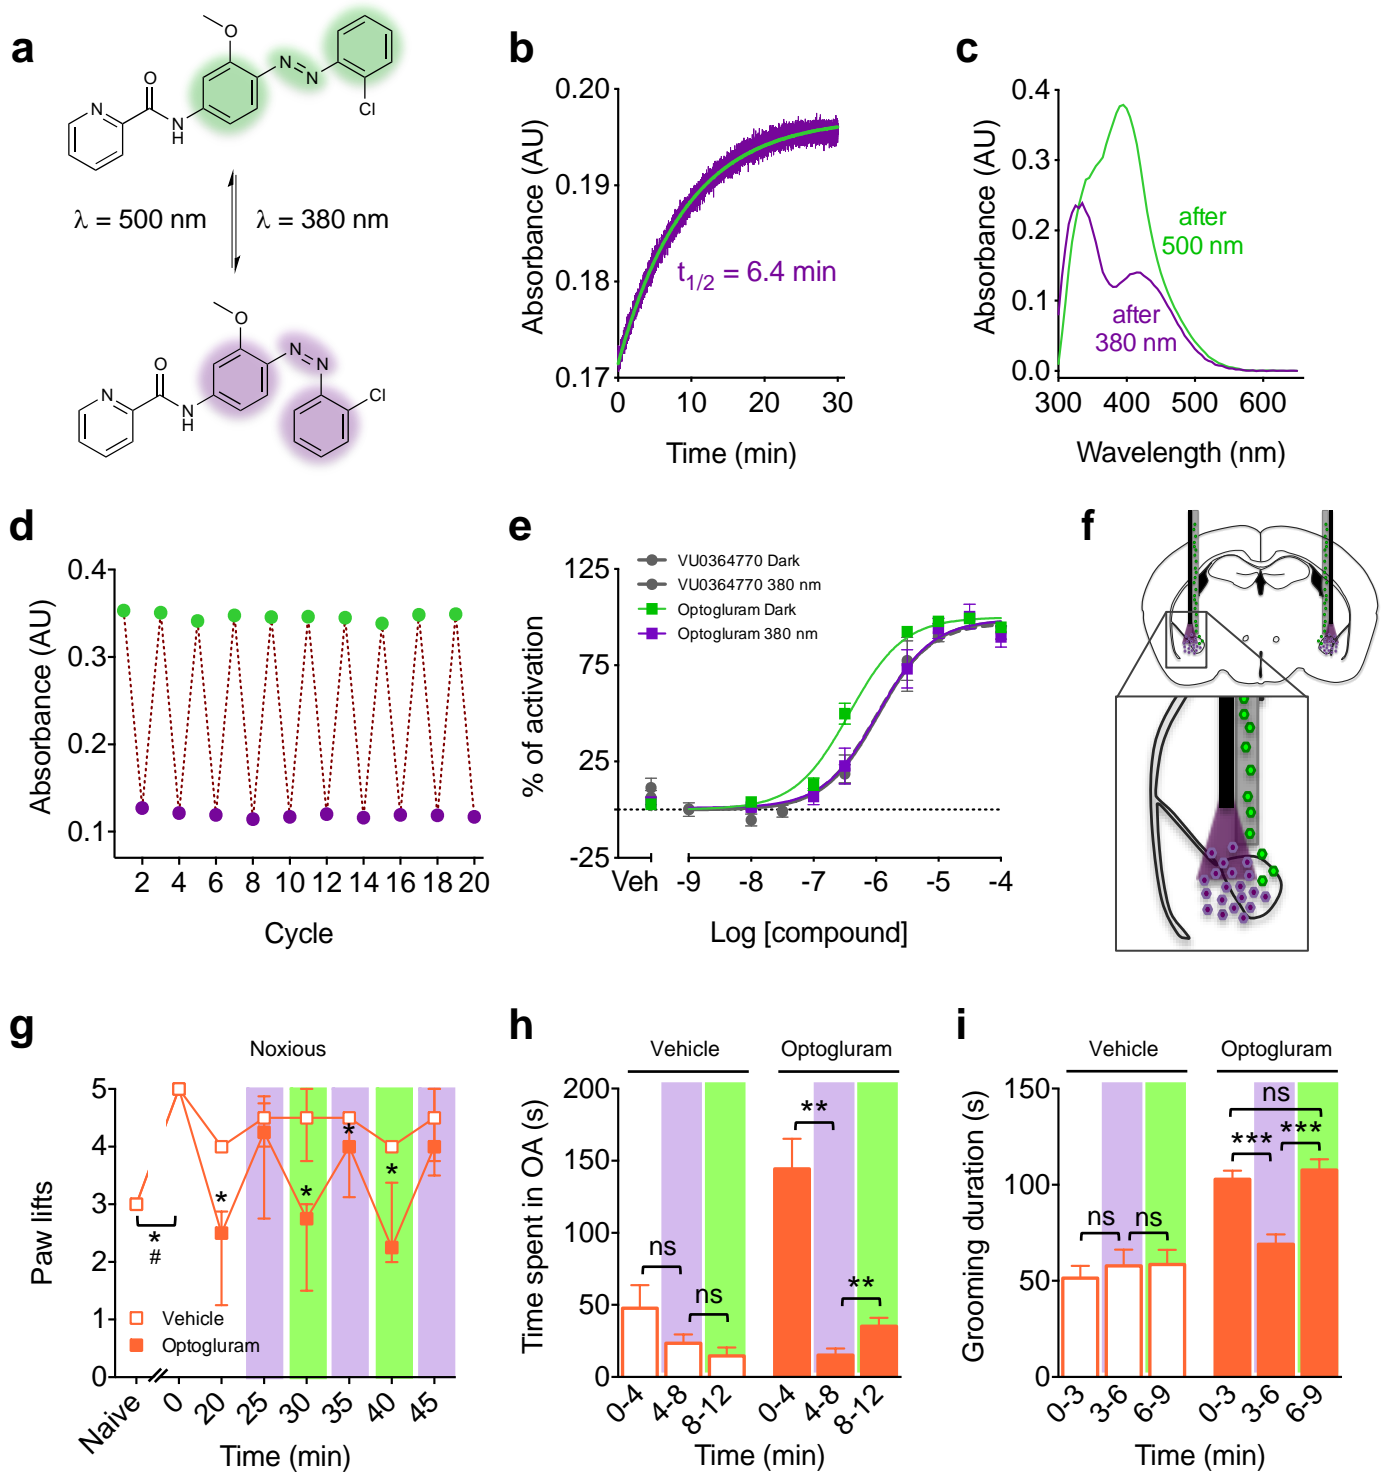 a
O
N
N
Cl
O
N
N
H
λ = 500 nm
λ = 380 nm
O
N
N
Cl
O
N
N
H
b
Absorbance (AU)
0.20
0.19
0.18
0.17
t1/2 = 6.4 min
0
10
20
30
Time (min)
c
Absorbance (AU)
0.4
0.3
0.2
0.1
0.0
after
500 nm
after
380 nm
300
400
500
600
Wavelength (nm)
d
Absorbance (AU)
0.4
0.3
0.2
0.1
2 4 6 8 10 12 14 16 18 20
Cycle
e
VU0364770 Dark
VU0364770 380 nm
Optogluram Dark
Optogluram 380 nm
% of activation
125
75
25
-25
Veh -9 -8 -7 -6 -5 -4
Log [compound]
f
g
Noxious
Paw lifts
5
4
3
2
1
0
*
#
*
*
*
*
Vehicle
Optogluram
Naive 0 20 25 30 35 40 45
Time (min)
h
Vehicle
Optogluram
Time spent in OA (s)
200
150
100
50
0
ns
ns
**
**
0-4 4-8 8-12 0-4 4-8 8-12
Time (min)
i
Vehicle
Optogluram
Grooming duration (s)
150
100
50
0
ns
ns
ns
***
***
0-3 3-6 6-9 0-3 3-6 6-9
Time (min)